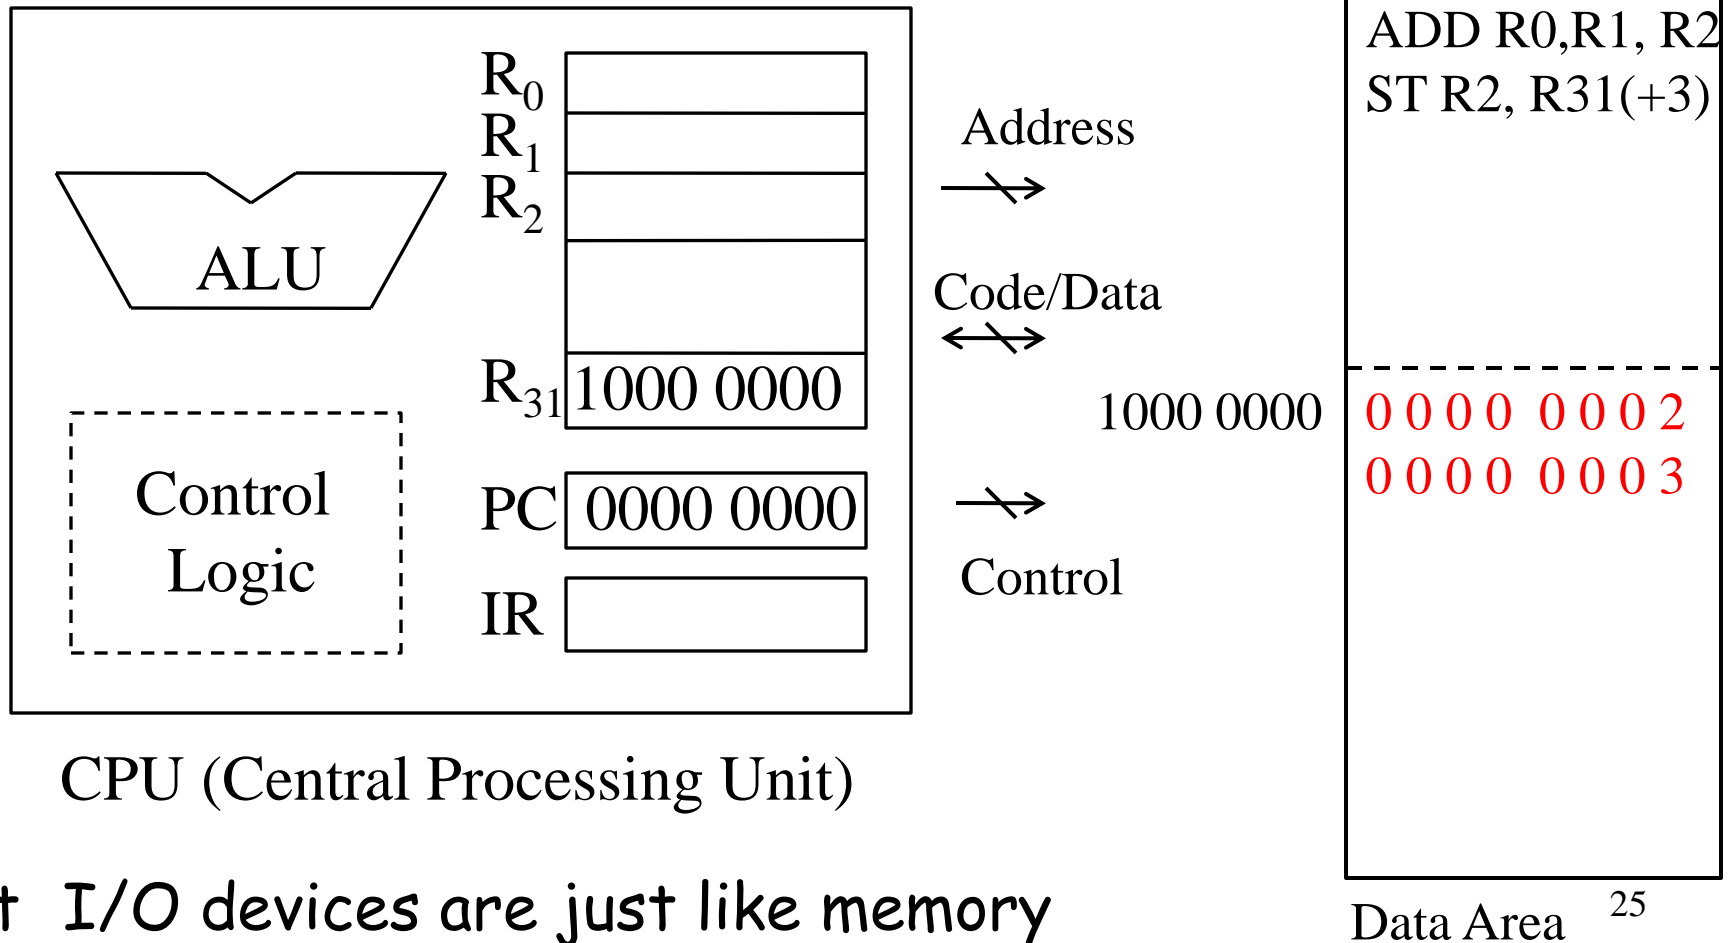 R0
R1
R2
R31 1000 0000
PC 0000 0000
IR
ALU
Control
Logic
CPU (Central Processing Unit)
Address
Code/Data
Control
ADD R0,R1, R2
ST R2, R31(+3)
1000 0000 0 0 0 0 0 0 0 2
0 0 0 0 0 0 0 3
Data Area
t I/O devices are just like memory
25